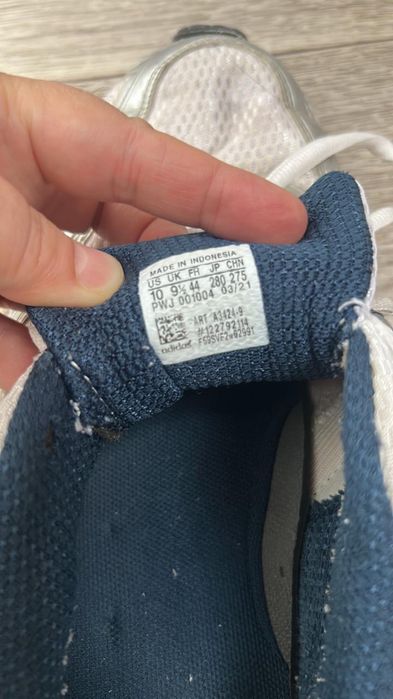 MADE IN INDONESIA
US UK FR JP CHN
10 9½ 44 280 275
PWJ 001004 03/21
ART A3424-9
#122792114
adidas